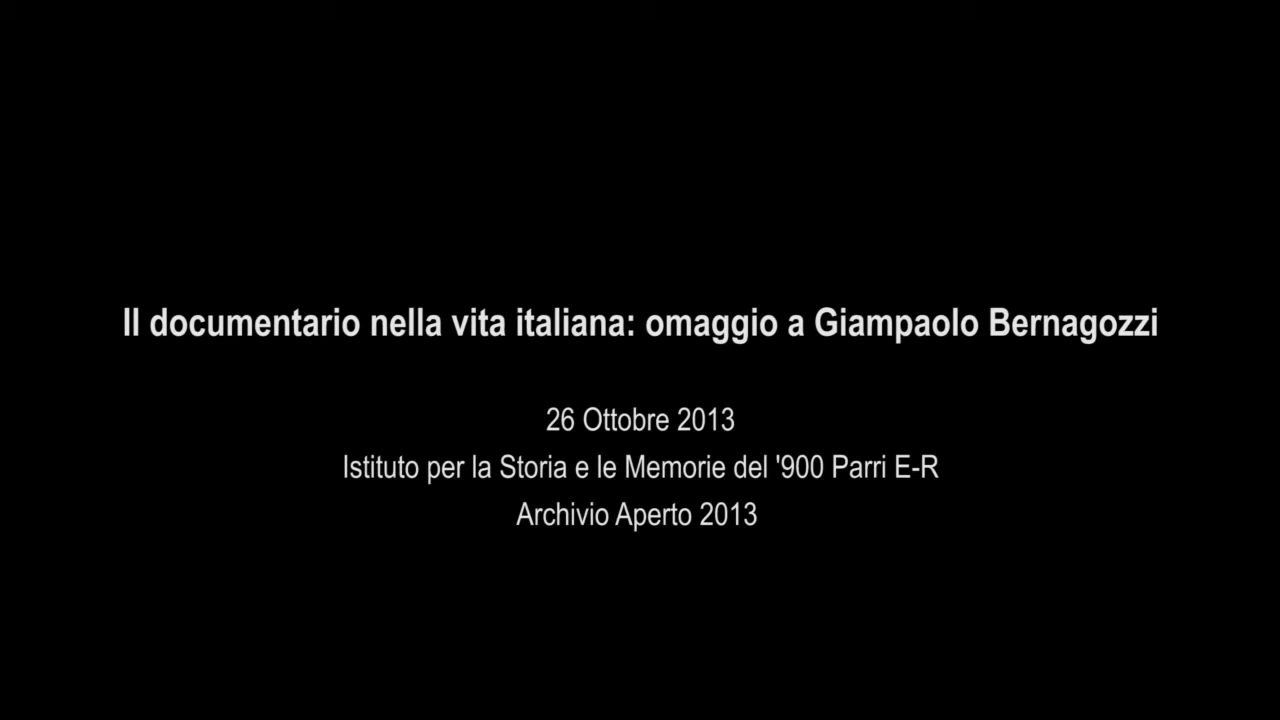 Il documentario nella vita italiana: omaggio a Giampaolo Bernagozzi
26 Ottobre 2013
Istituto per la Storia e le Memorie del '900 Parri E-R
Archivio Aperto 2013